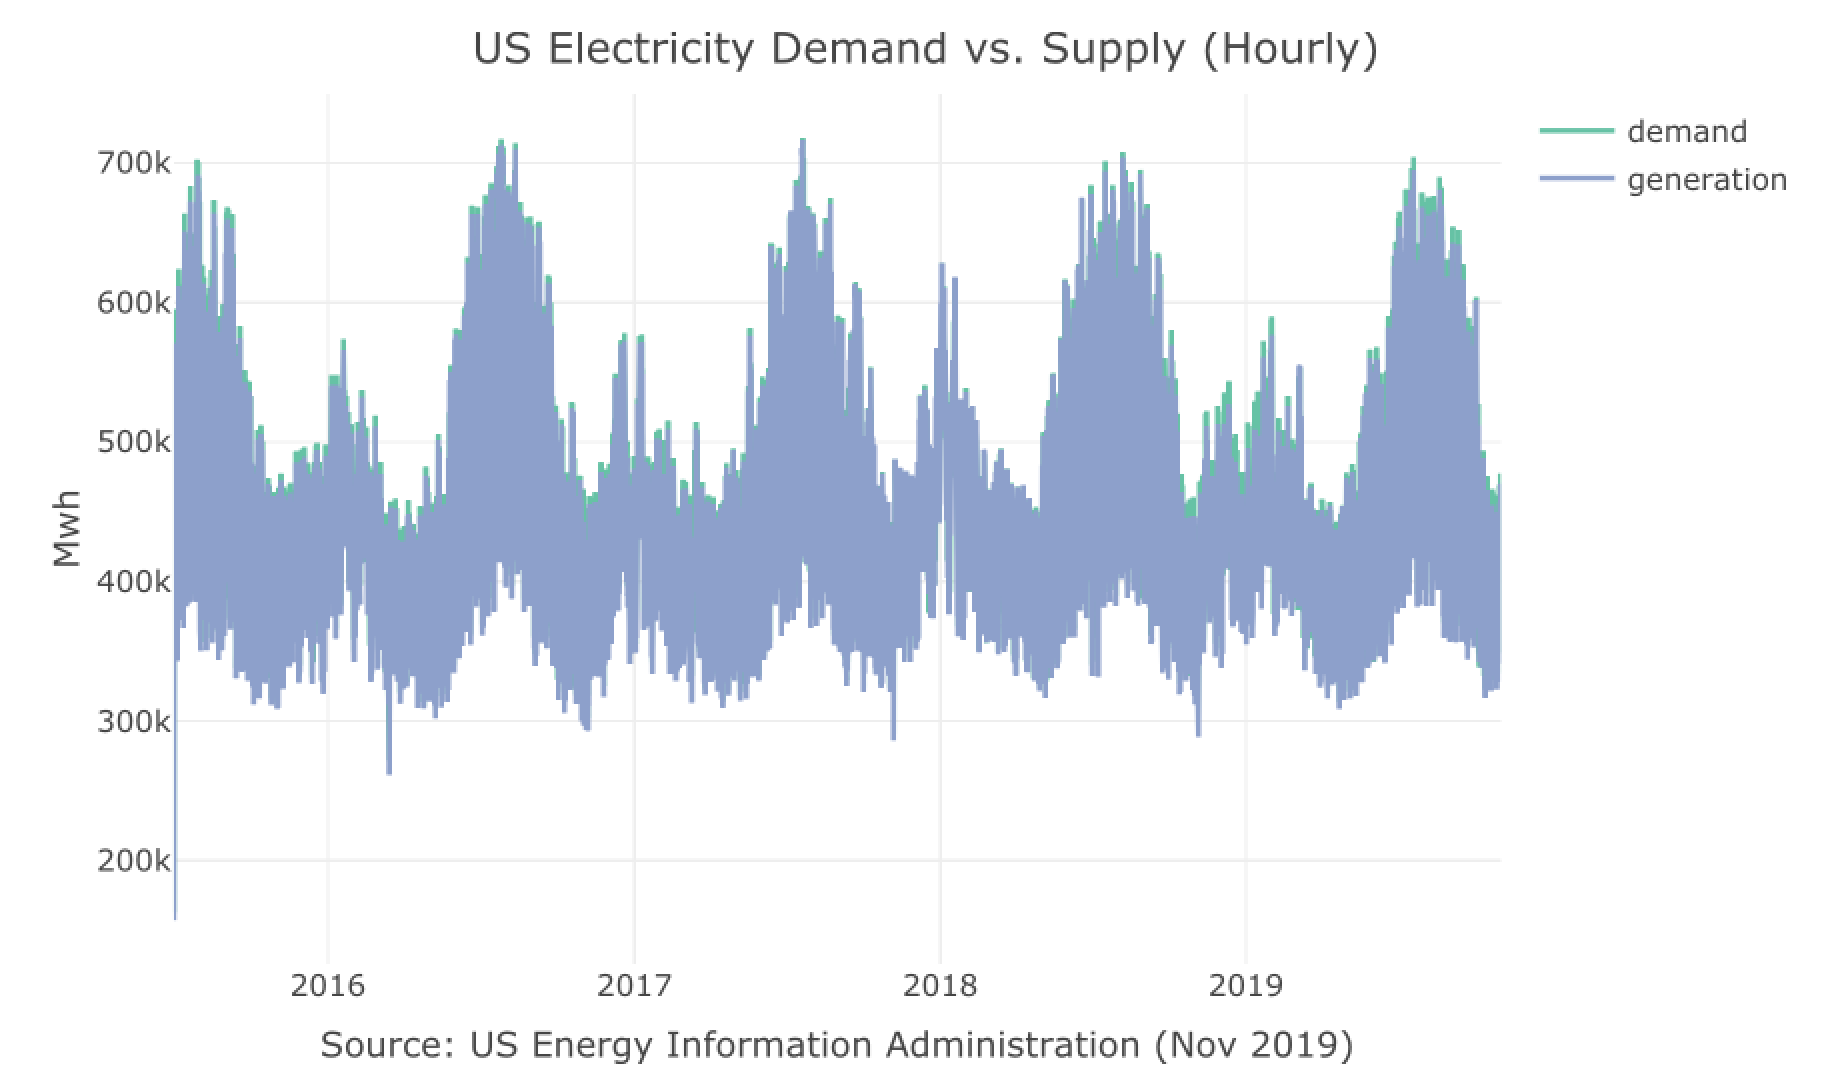 US Electricity Demand vs. Supply (Hourly)
demand
generation
700k
600k
500k
400k
300k
200k
Mwh
2016 2017 2018 2019
Source: US Energy Information Administration (Nov 2019)